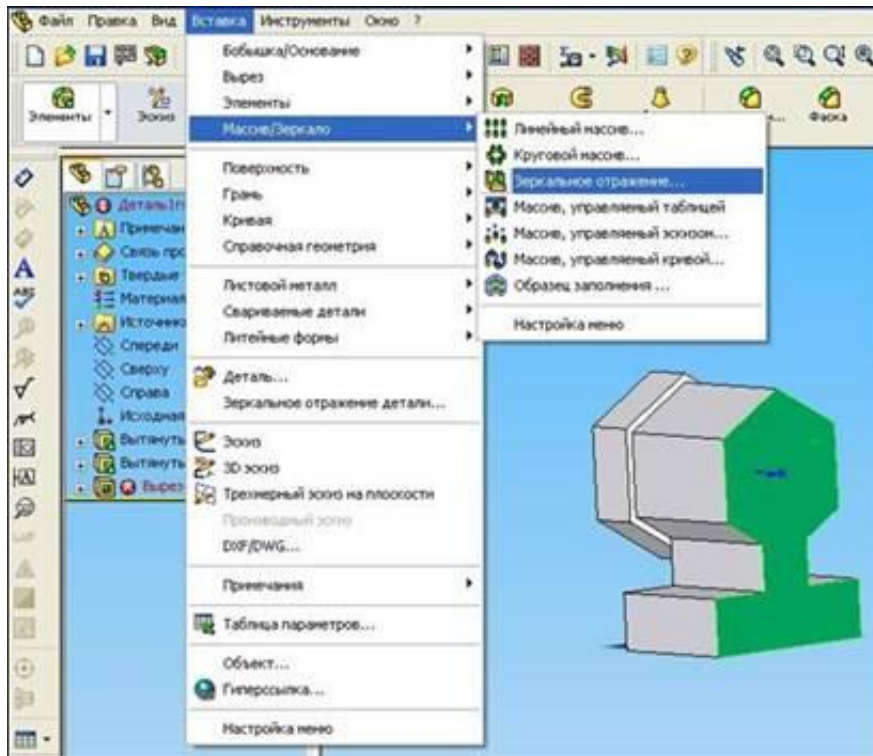 Файл Правка Вид Вставка Инструменты Окно ?
Элементы Эскиз
Фаска
Бобышка/Основание
Вырез
Элементы
Массив/Зеркало
Поверхность
Грань
Кривая
Справочная геометрия
Листовой металл
Свариваемые детали
Литейные формы
Деталь...
Зеркальное отражение детали...
Эскиз
3D эскиз
Трехмерный эскиз на плоскости
Производный эскиз
DXF/DWG...
Примечания
Таблица параметров...
Объект...
Гиперссылка...
Настройка меню
Линейный массив...
Круговой массив...
Зеркальное отражение...
Массив, управляемый таблицей
Массив, управляемый эскизом...
Массив, управляемый кривой...
Образец заполнения ...
Настройка меню
Примечан
Связь про
Твердые
Материал
Источнико
Спереди
Сверху
Справа
Исходная
Вытянуть
Вытянуть
Вырез